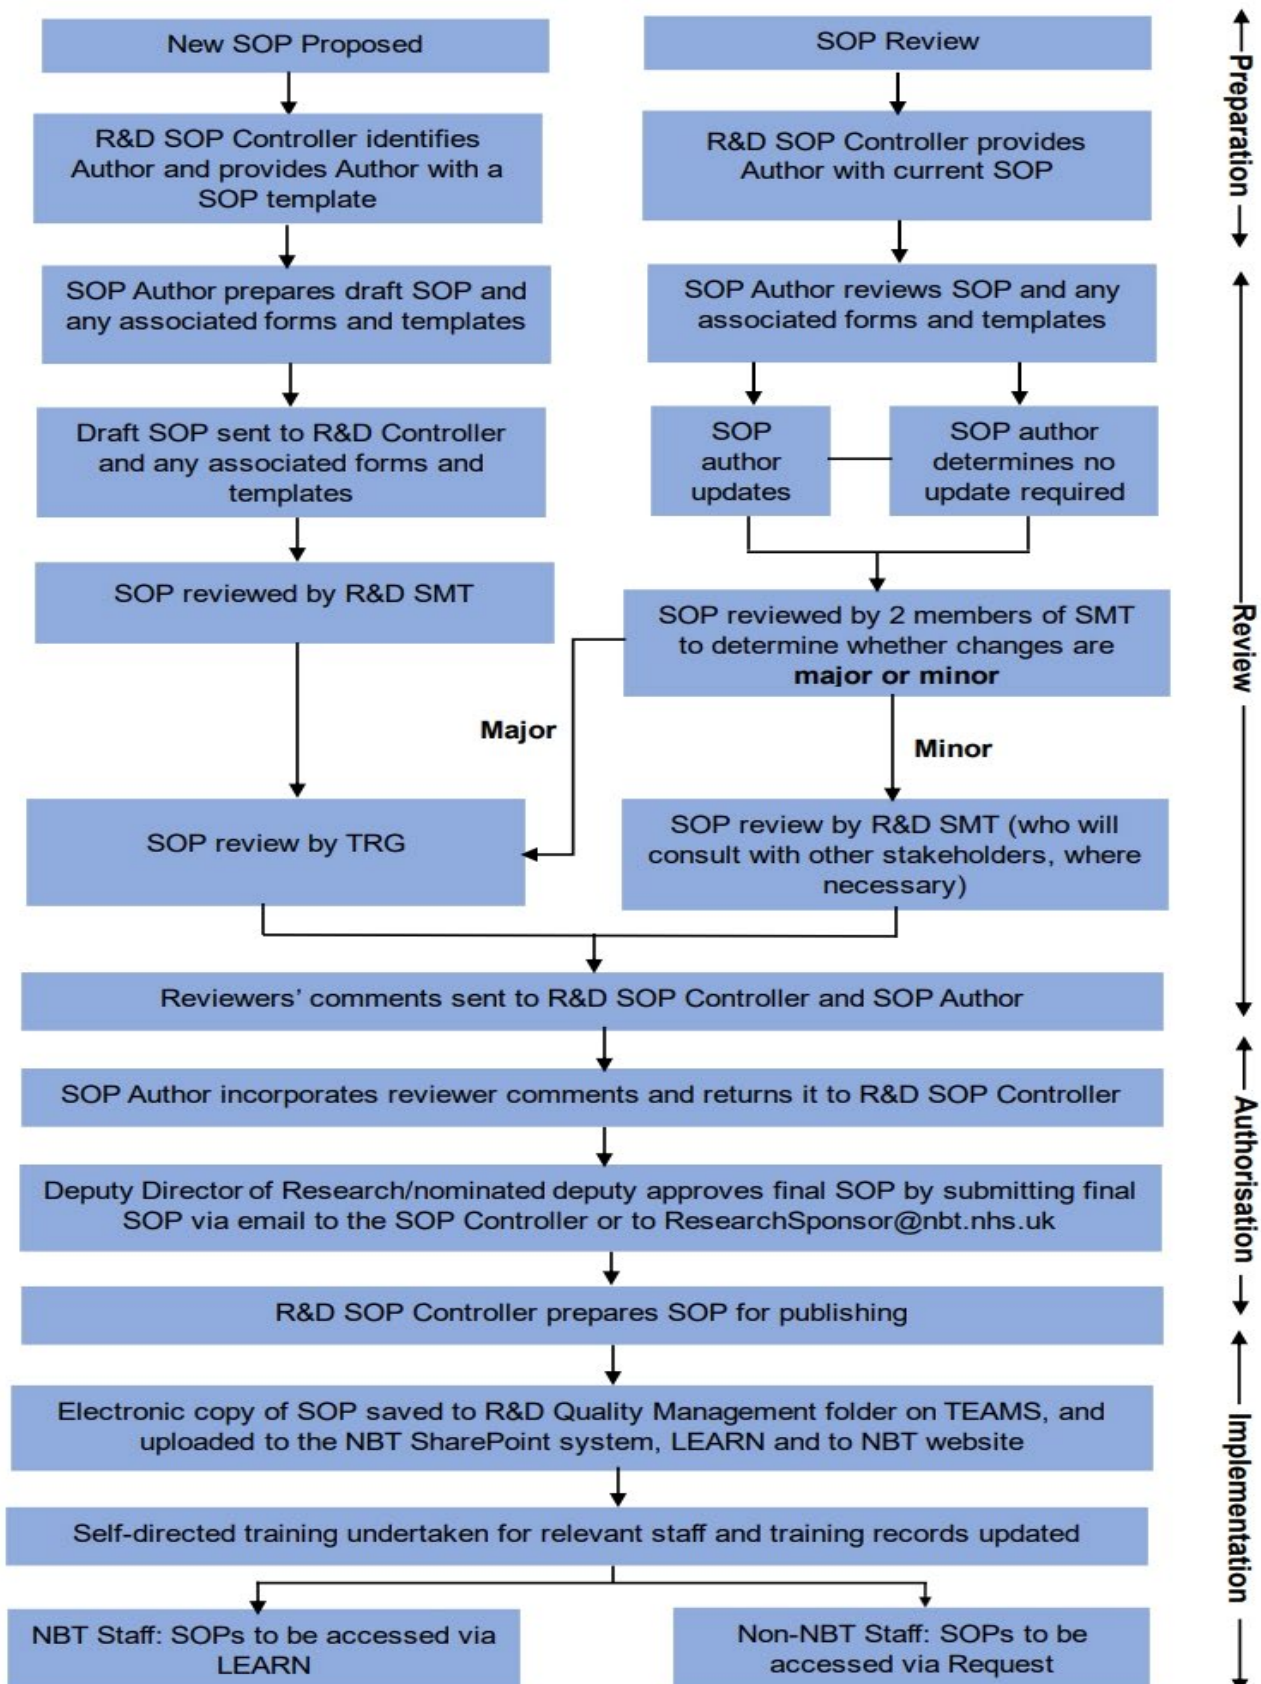 New SOP Proposed
R&D SOP Controller identifies
Author and provides Author with a
SOP template
SOP Author prepares draft SOP and
any associated forms and templates
Draft SOP sent to R&D Controller
and any associated forms and
templates
SOP reviewed by R&D SMT
SOP Review
R&D SOP Controller provides
Author with current SOP
SOP Author reviews SOP and any
associated forms and templates
SOP
author
updates
SOP author
determines no
update required
SOP reviewed by 2 members of SMT
to determine whether changes are
major or minor
Major
Minor
SOP review by TRG
SOP review by R&D SMT (who will
consult with other stakeholders, where
necessary)
Reviewers' comments sent to R&D SOP Controller and SOP Author
SOP Author incorporates reviewer comments and returns it to R&D SOP Controller
Deputy Director of Research/nominated deputy approves final SOP by submitting final
SOP via email to the SOP Controller or to ResearchSponsor@nbt.nhs.uk
R&D SOP Controller prepares SOP for publishing
Electronic copy of SOP saved to R&D Quality Management folder on TEAMS, and
uploaded to the NBT SharePoint system, LEARN and to NBT website
Self-directed training undertaken for relevant staff and training records updated
NBT Staff: SOPs to be accessed via
LEARN
Non-NBT Staff: SOPs to be
accessed via Request
Preparation
Review
Authorisation
Implementation